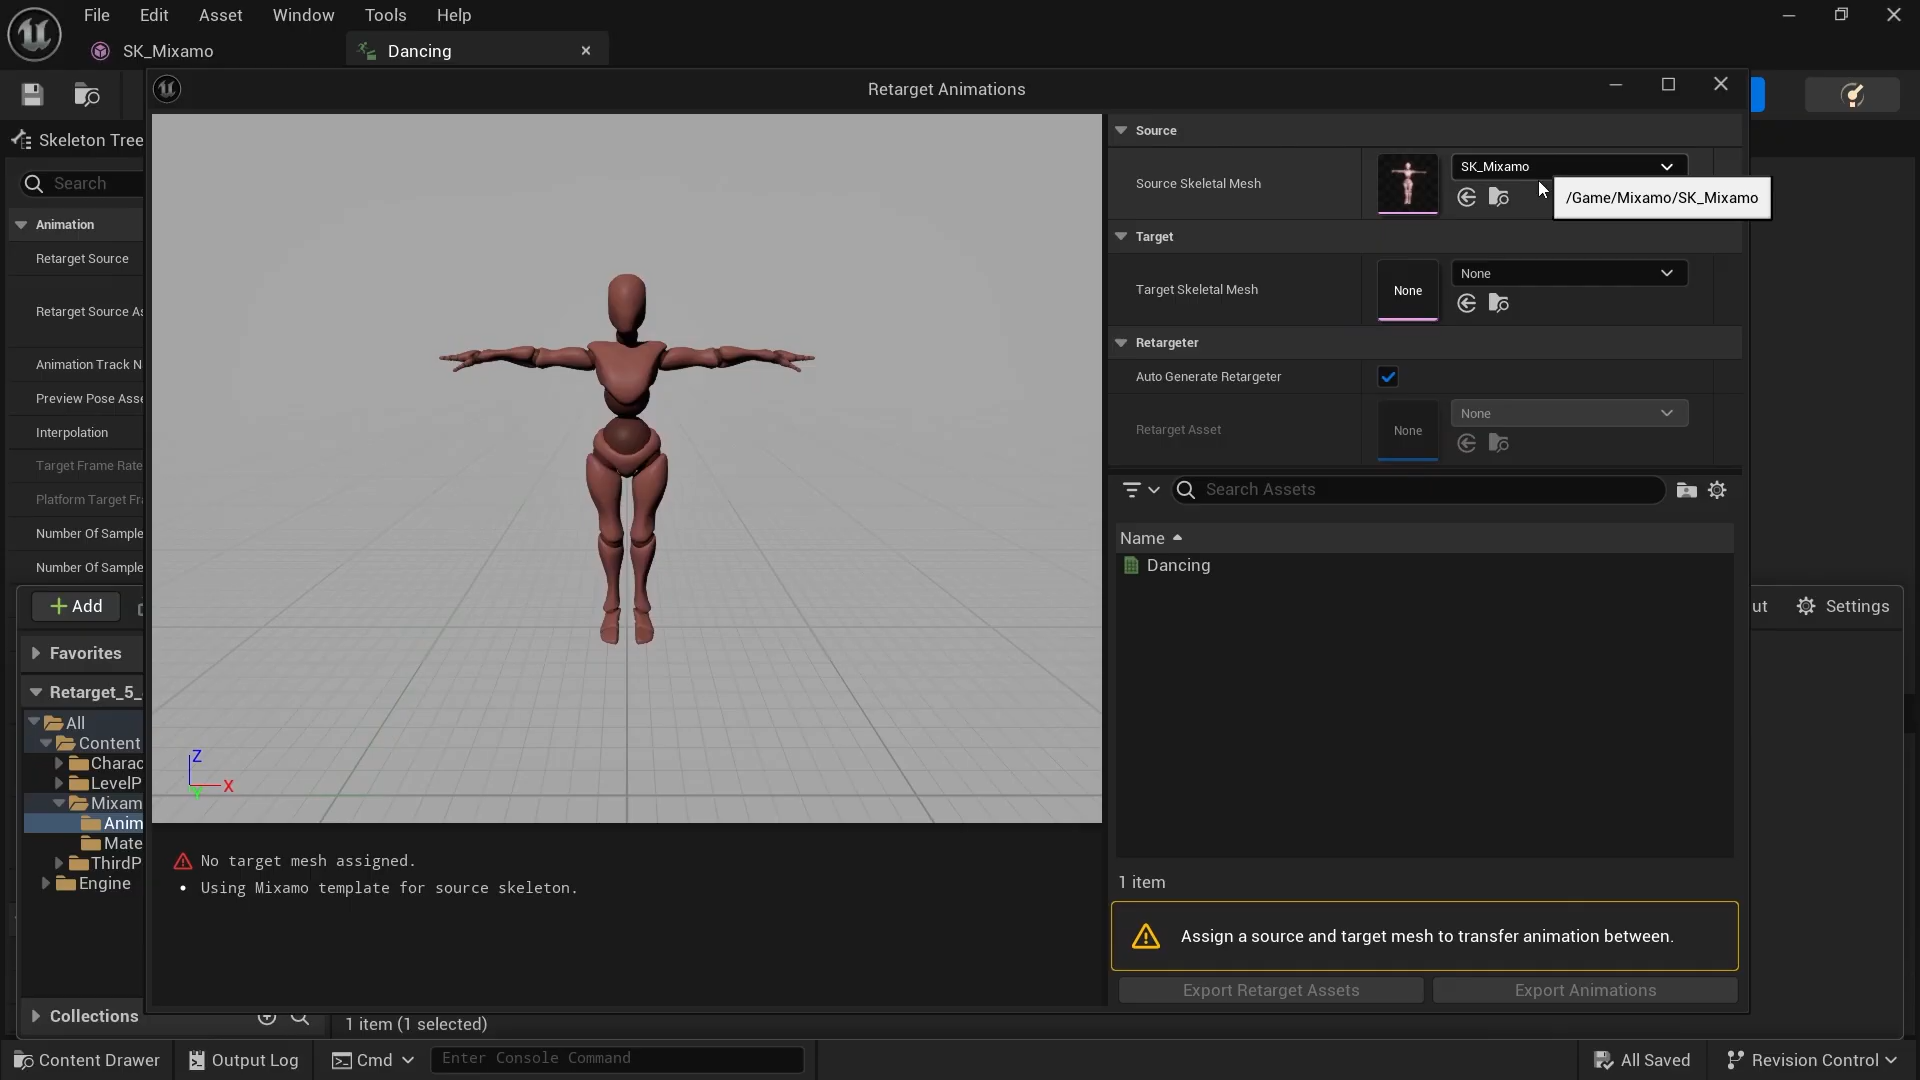 File Edit Asset Window Tools Help
SK_Mixamo
Dancing
Retarget Animations
Skeleton Tree
Search
Animation
Retarget Source
Retarget Source As
Animation Track N
Preview Pose Asse
Interpolation
Target Frame Rate
Platform Target Fr
Number Of Sample
Number Of Sample
Add
Favorites
Retarget_5_
All
Content
Charac
LevelP
Mixam
Anim
Mate
ThirdP
Engine
Collections
Z
X
Y
No target mesh assigned.
• Using Mixamo template for source skeleton.
Source
Source Skeletal Mesh
SK_Mixamo
/Game/Mixamo/SK_Mixamo
Target
Target Skeletal Mesh
None
None
Retargeter
Auto Generate Retargeter
Retarget Asset
None
None
Search Assets
Name
Dancing
1 item
Assign a source and target mesh to transfer animation between.
Export Retarget Assets
Export Animations
ut
Settings
1 item (1 selected)
Content Drawer
Output Log
Cmd
Enter Console Command
All Saved
Revision Control